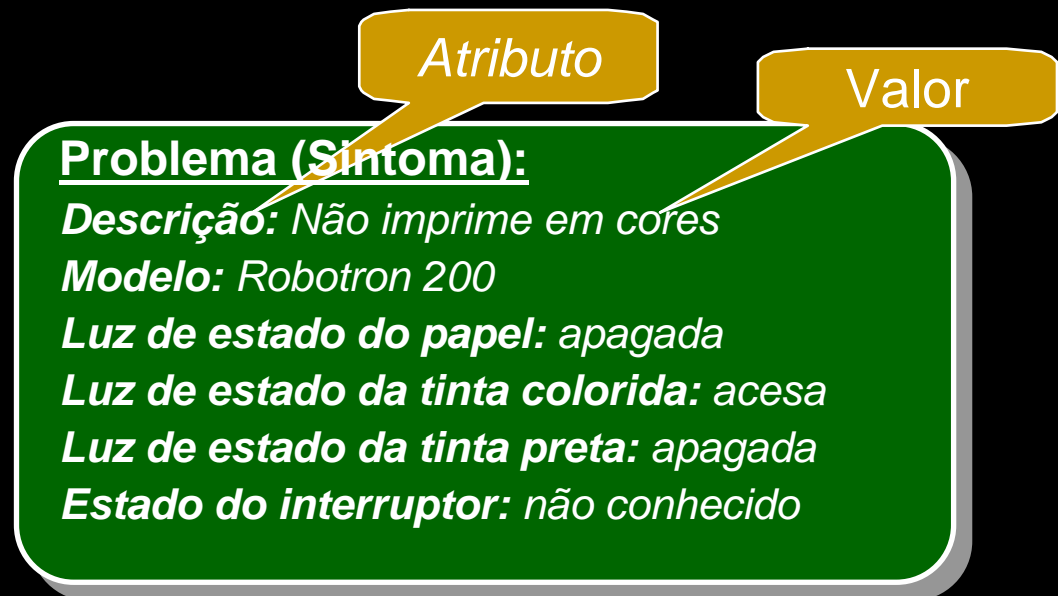 Atributo
Valor
Problema (Sintoma):
Descrição: Não imprime em cores
Modelo: Robotron 200
Luz de estado do papel: apagada
Luz de estado da tinta colorida: acesa
Luz de estado da tinta preta: apagada
Estado do interruptor: não conhecido